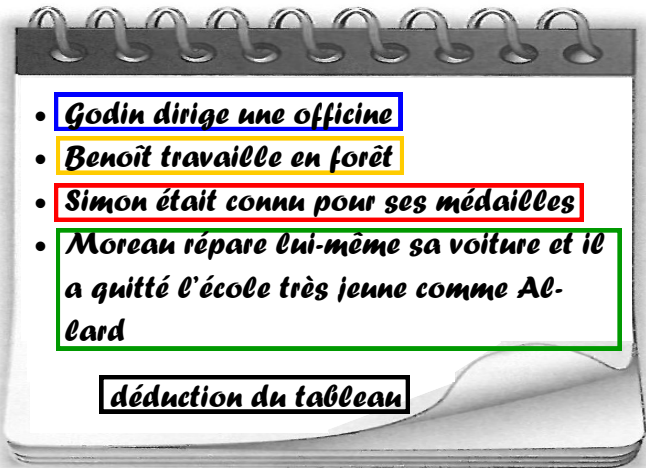 • Godin dirige une officine
• Benoît travaille en forêt
• Simon était connu pour ses médailles
• Moreau répare lui-même sa voiture et il
a quitté l'école très jeune comme Al-
lard
déduction du tableau